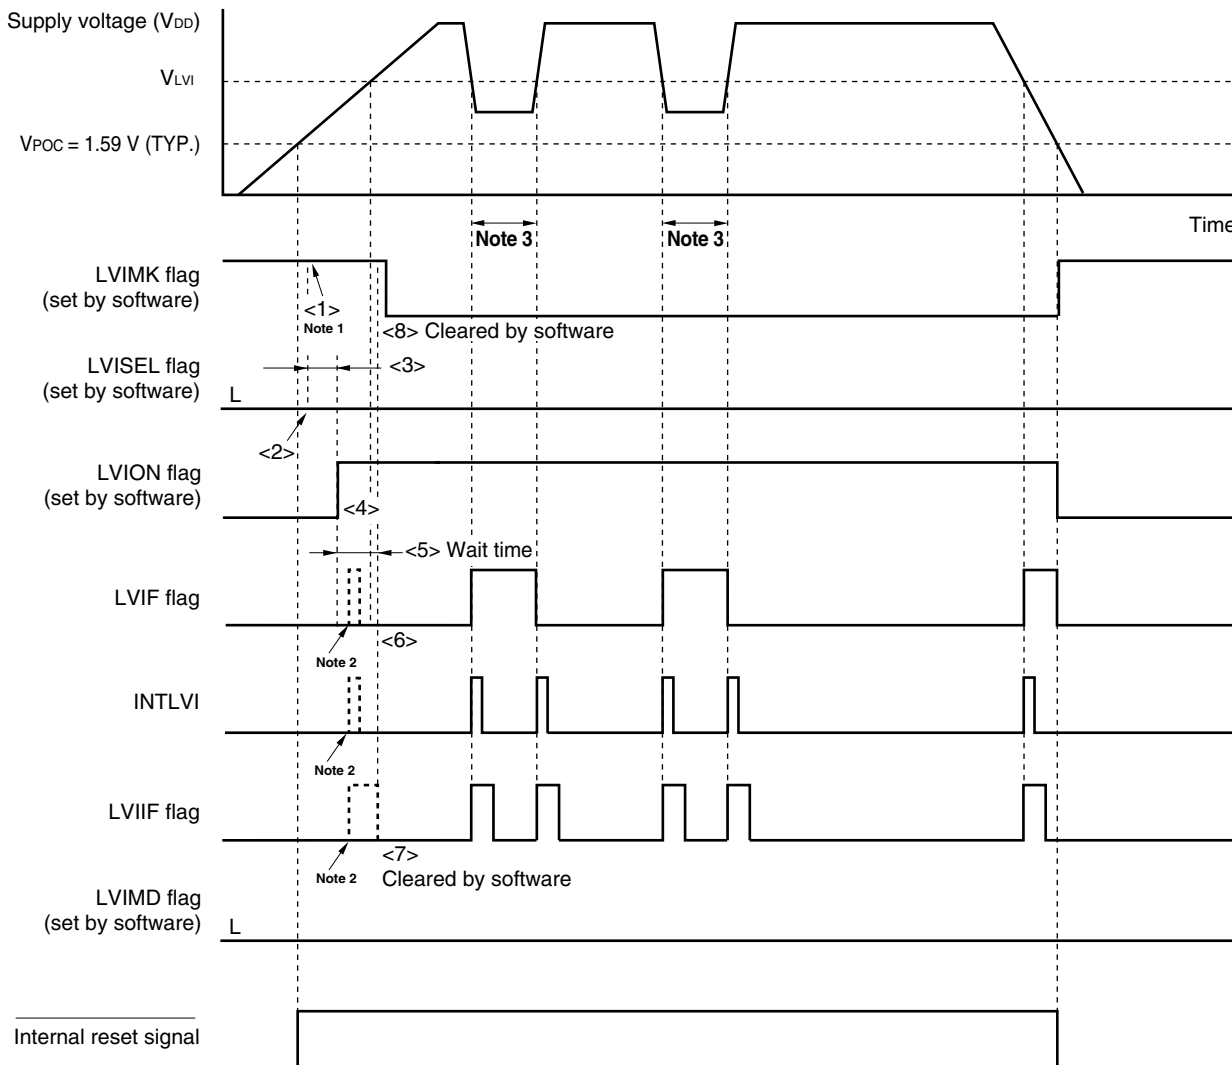 Supply voltage (VDD)
VLVI
VPOC = 1.59 V (TYP.)
Time
Note 3
Note 3
LVIMK flag
(set by software)
<1>
Note 1
<8> Cleared by software
LVISEL flag
(set by software)
L
<3>
<2>
LVION flag
(set by software)
<4>
<5> Wait time
LVIF flag
<6>
Note 2
INTLVI
Note 2
LVIIF flag
<7>
Note 2
Cleared by software
LVIMD flag
(set by software)
L
Internal reset signal